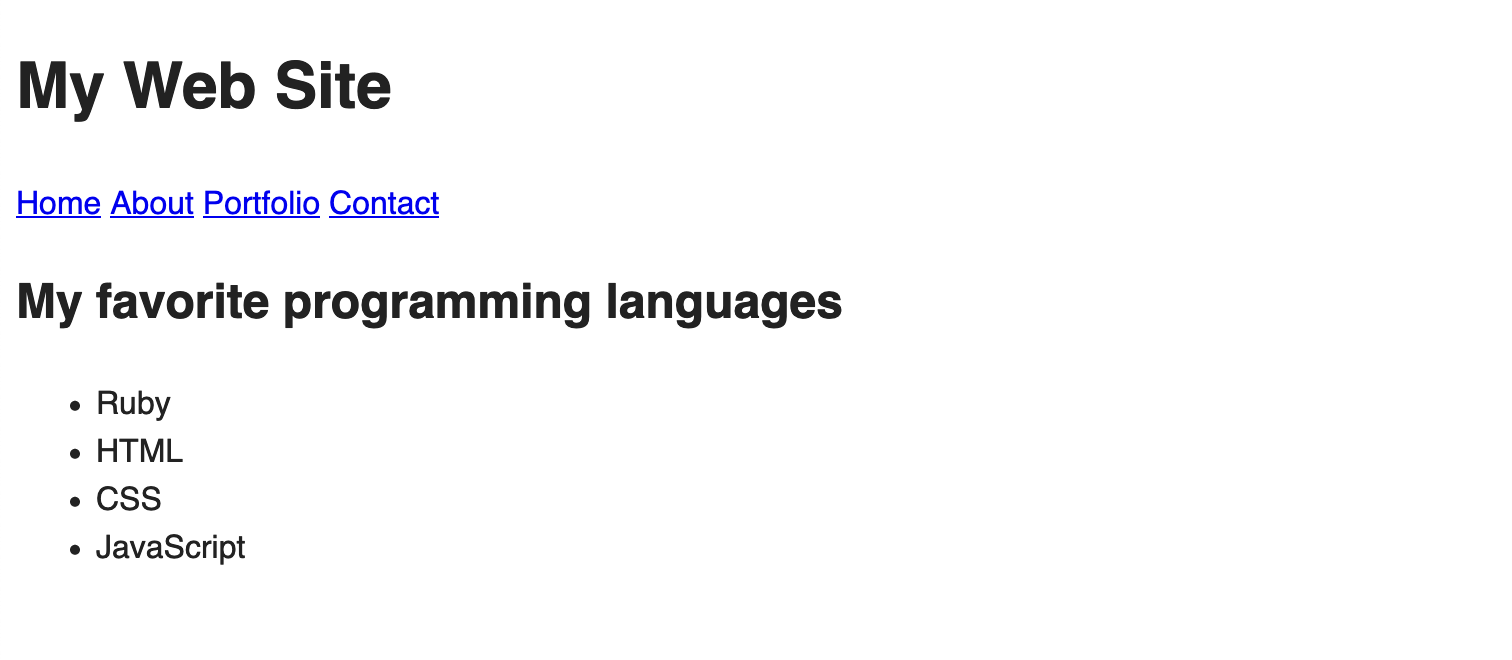 My Web Site
Home About Portfolio Contact
My favorite programming languages
• Ruby
• HTML
• CSS
• JavaScript